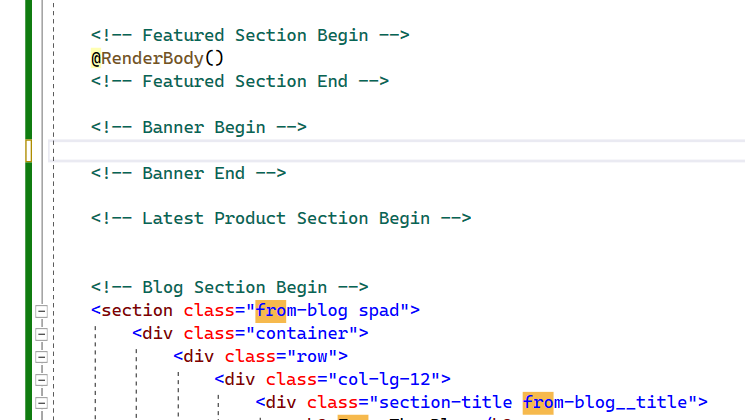 <!-- Featured Section Begin -->
@RenderBody()
<!-- Featured Section End -->
<!-- Banner Begin -->
<!-- Banner End -->
<!-- Latest Product Section Begin -->
<!-- Blog Section Begin -->
<section class="from-blog spad">
<div class="container">
<div class="row">
<div class="col-lg-12">
<div class="section-title from-blog__title">